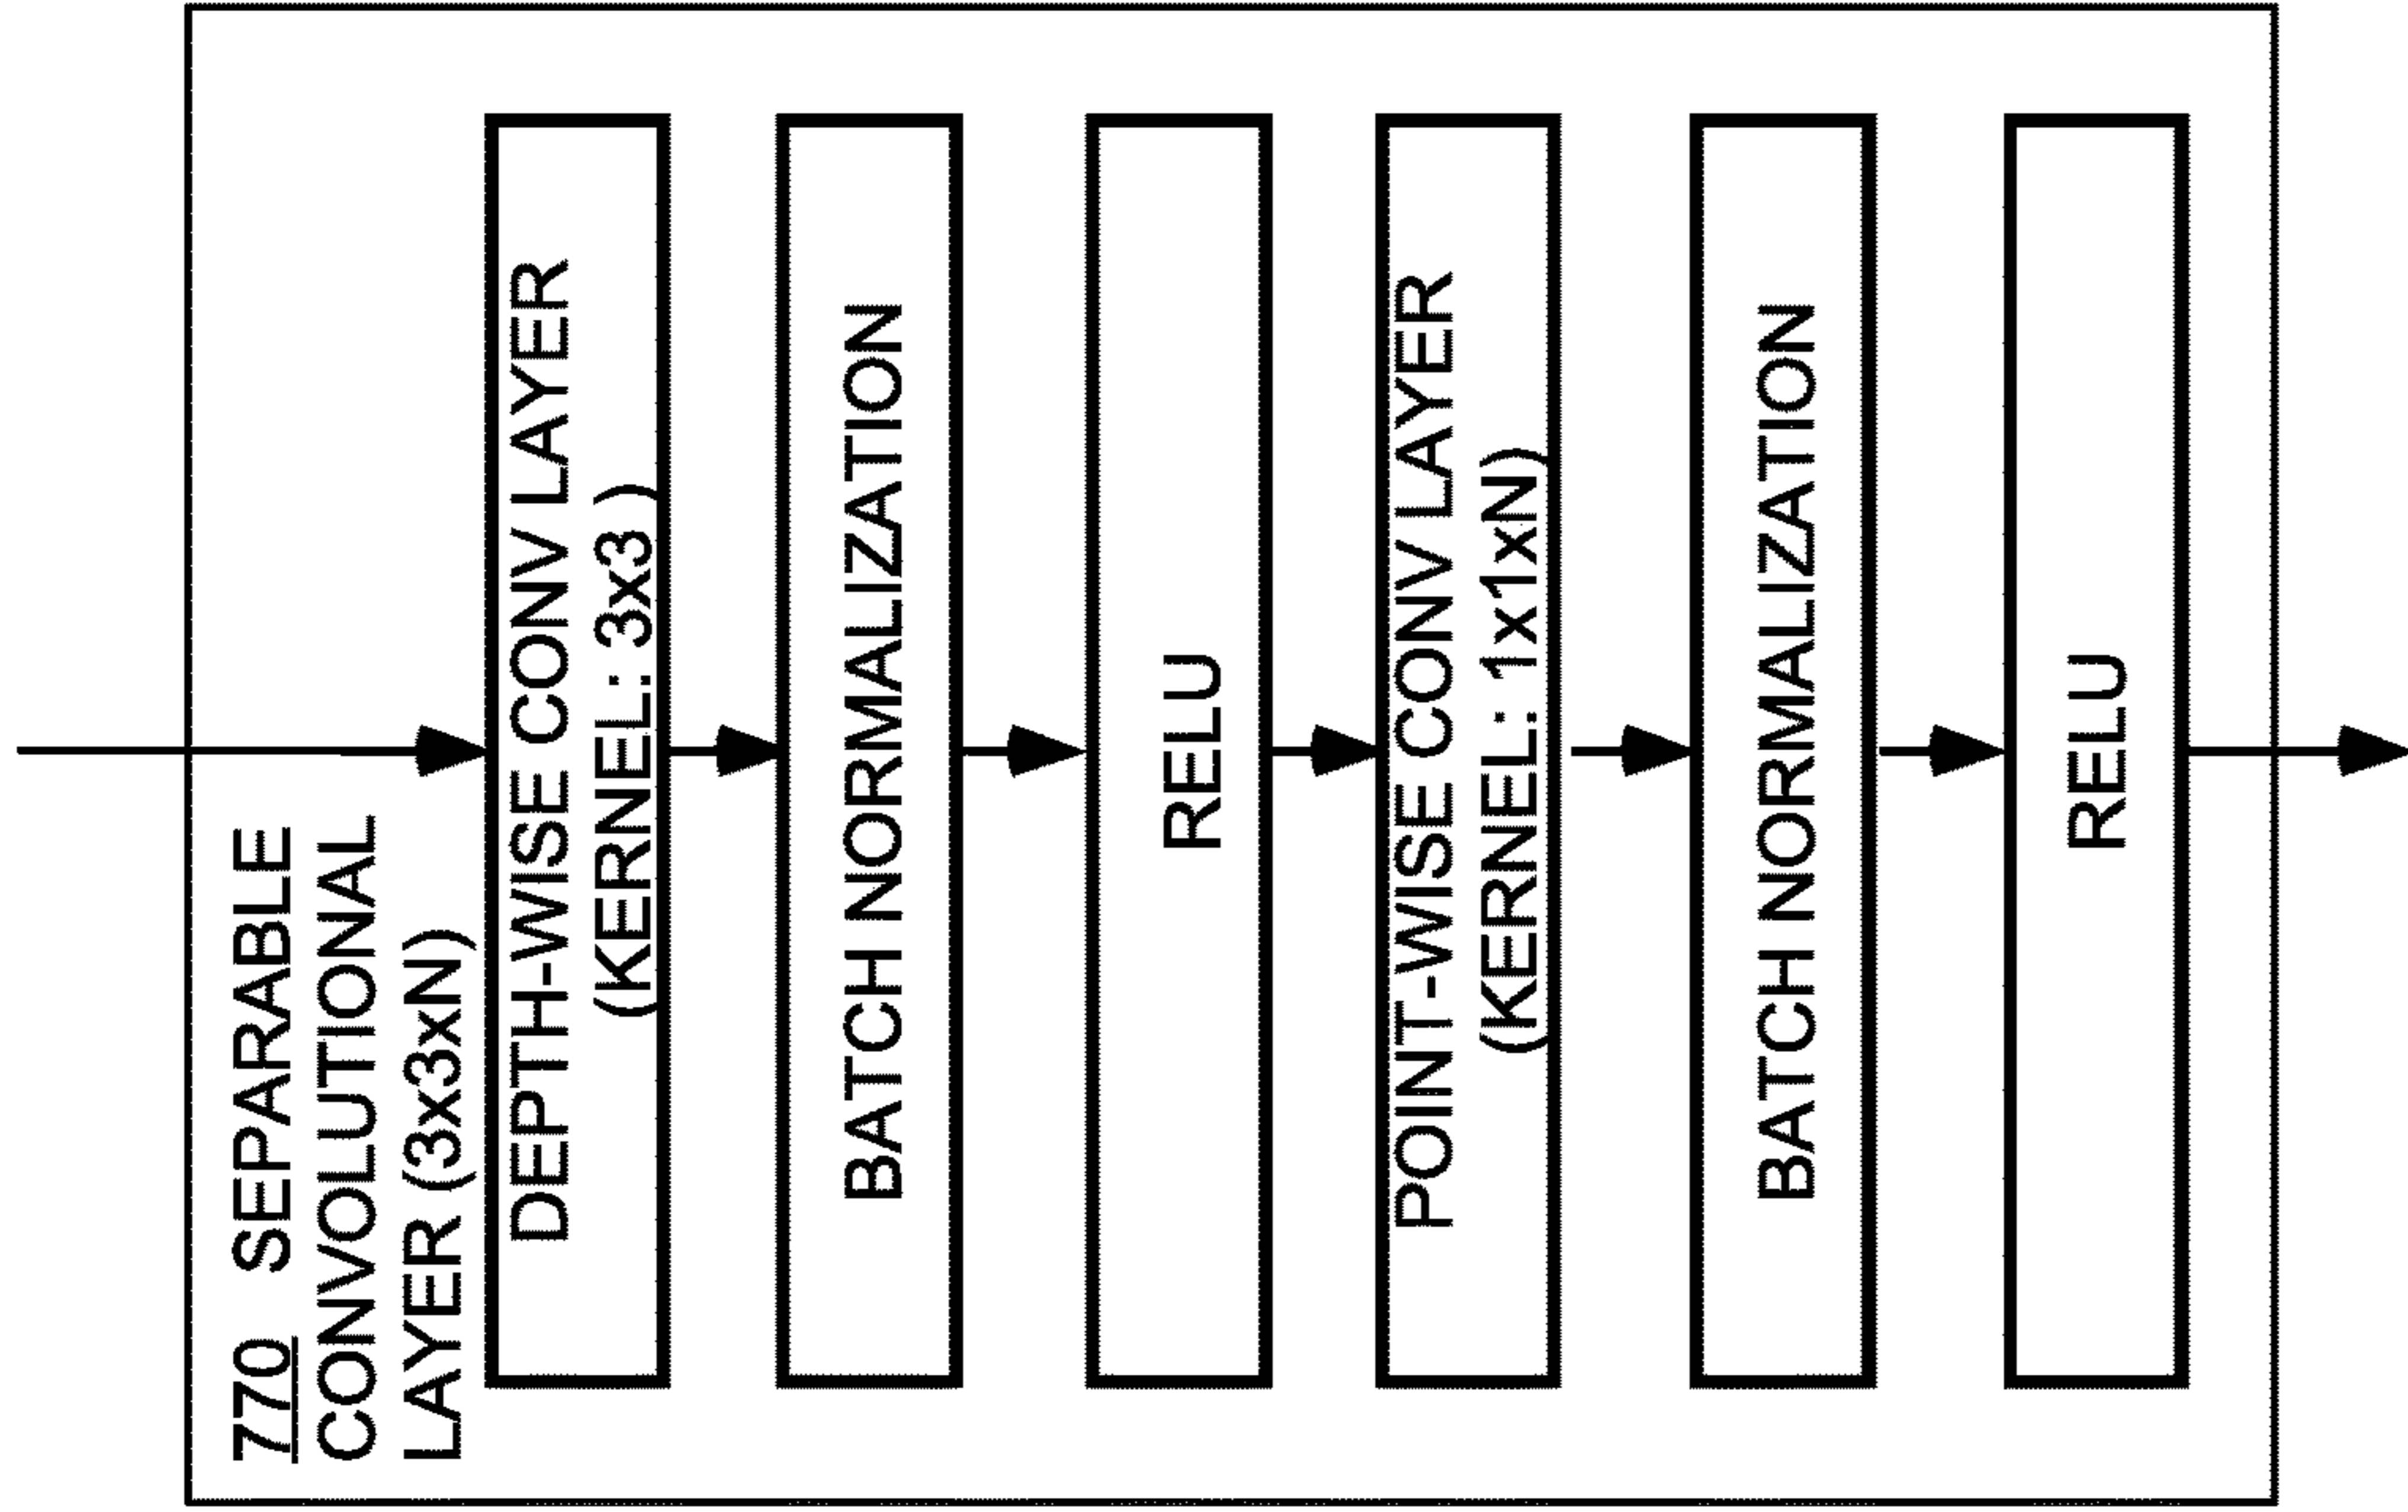 770 SEPARABLE
CONVOLUTIONAL
LAYER (3x3xN)
DEPTH-WISE CONV LAYER
(KERNEL: 3x3 )
BATCH NORMALIZATION
RELU
POINT-WISE CONV LAYER
(KERNEL: 1x1xN)
BATCH NORMALIZATION
RELU